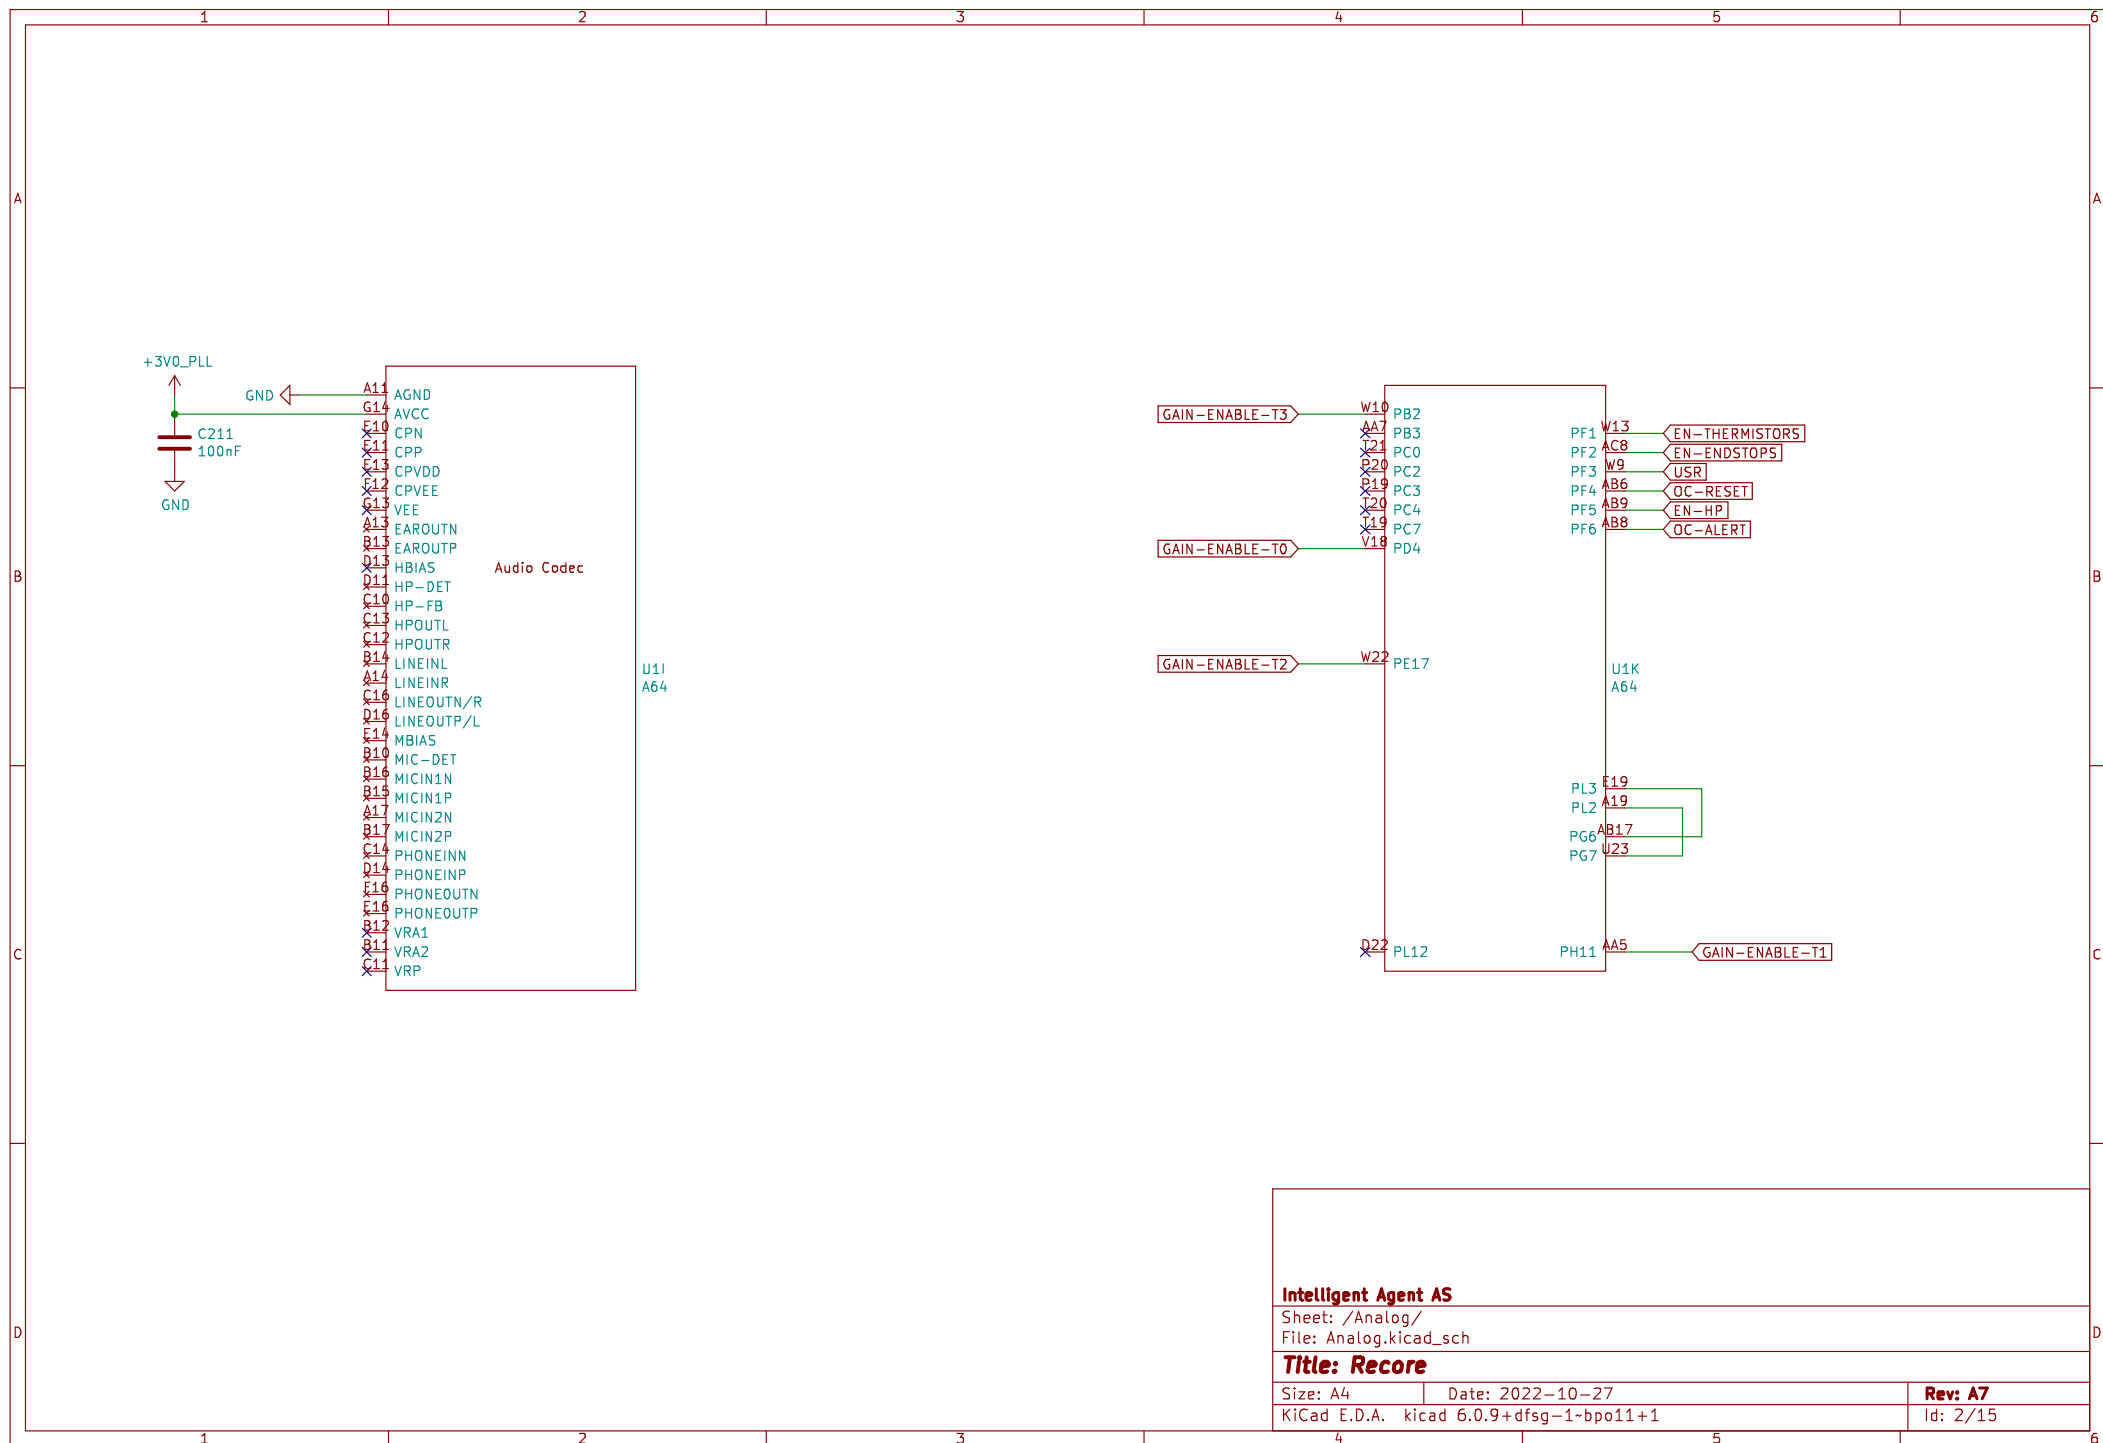 1 2 3 4 5 6
A A
+3V0_PLL
GND
C211
100nF
GND
A11 AGND
G14 AVCC
CPN
CPP
CPVDD
CPVEE
G13 VEE
A13 EAROUTN
B13 EAROUTP
D13 HBIAS
D11 HP-DET
C10 HP-FB
C13 HPOUTL
C12 HPOUTR
B14 LINEINL
A14 LINEINR
C16 LINEOUTN/R
D16 LINEOUTP/L
E14 MBIAS
B10 MIC-DET
B16 MICIN1N
B15 MICIN1P
A17 MICIN2N
B17 MICIN2P
C14 PHONEINN
D14 PHONEINP
F16 PHONEOUTN
E16 PHONEOUTP
B12 VRA1
B11 VRA2
C11 VRP
Audio Codec
U1I
A64
GAIN-ENABLE-T3
W10 PB2
AA7 PB3
T21 PC0
P20 PC2
P19 PC3
T20 PC4
T19 PC7
GAIN-ENABLE-T0
V18 PD4
GAIN-ENABLE-T2
W22 PE17
D22 PL12
PF1 W13 EN-THERMISTORS
PF2 AC8 EN-ENDSTOPS
PF3 W9 USR
PF4 AB6 OC-RESET
PF5 AB9 EN-HP
PF6 AB8 OC-ALERT
U1K
A64
PL3 E19
PL2 A19
PG6 AB17
PG7 U23
PH11 AA5 GAIN-ENABLE-T1
B B
C C
D D
Intelligent Agent AS
Sheet: /Analog/
File: Analog.kicad_sch
Title: Recore
Size: A4 Date: 2022-10-27 Rev: A7
KiCad E.D.A. kicad 6.0.9+dfsg-1~bpo11+1 Id: 2/15
1 2 3 4 5 6